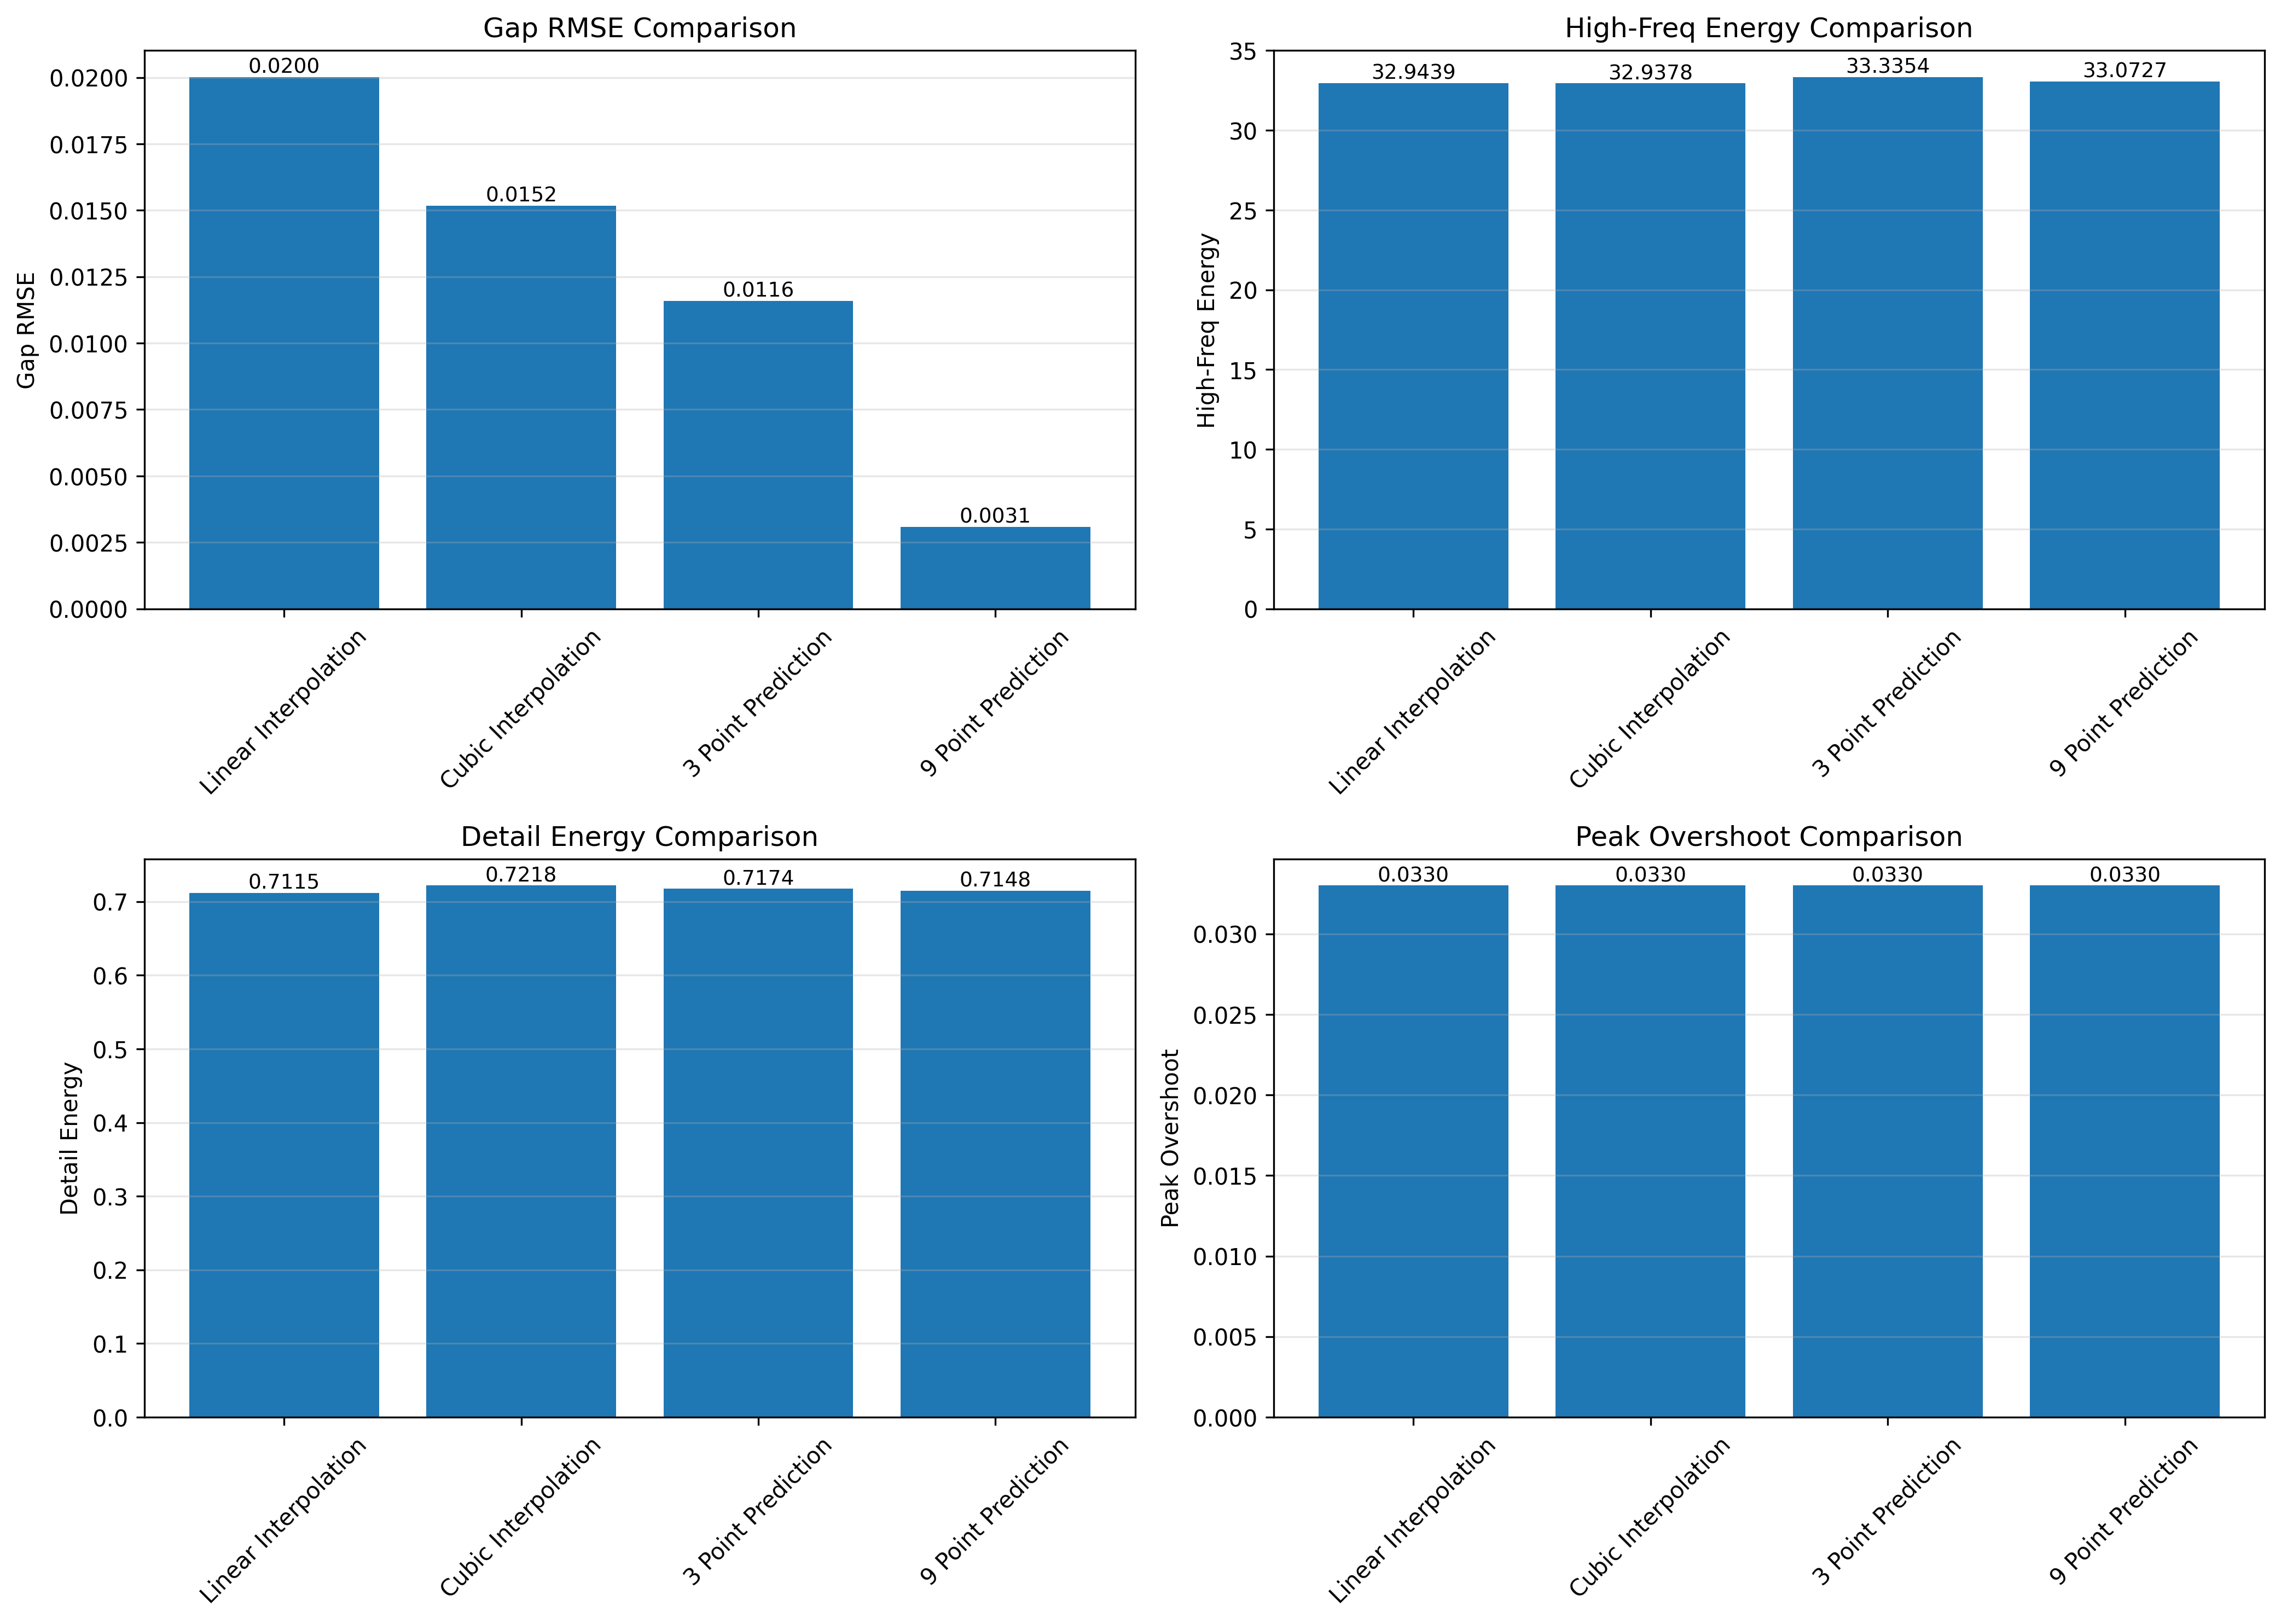 Gap RMSE Comparison
Gap RMSE
0.0200
0.0175
0.0150
0.0125
0.0100
0.0075
0.0050
0.0025
0.0000
0.0200
0.0152
0.0116
0.0031
Linear Interpolation
Cubic Interpolation
3 Point Prediction
9 Point Prediction
High-Freq Energy Comparison
High-Freq Energy
35
30
25
20
15
10
5
0
32.9439
32.9378
33.3354
33.0727
Linear Interpolation
Cubic Interpolation
3 Point Prediction
9 Point Prediction
Detail Energy Comparison
Detail Energy
0.7
0.6
0.5
0.4
0.3
0.2
0.1
0.0
0.7115
0.7218
0.7174
0.7148
Linear Interpolation
Cubic Interpolation
3 Point Prediction
9 Point Prediction
Peak Overshoot Comparison
Peak Overshoot
0.030
0.025
0.020
0.015
0.010
0.005
0.000
0.0330
0.0330
0.0330
0.0330
Linear Interpolation
Cubic Interpolation
3 Point Prediction
9 Point Prediction